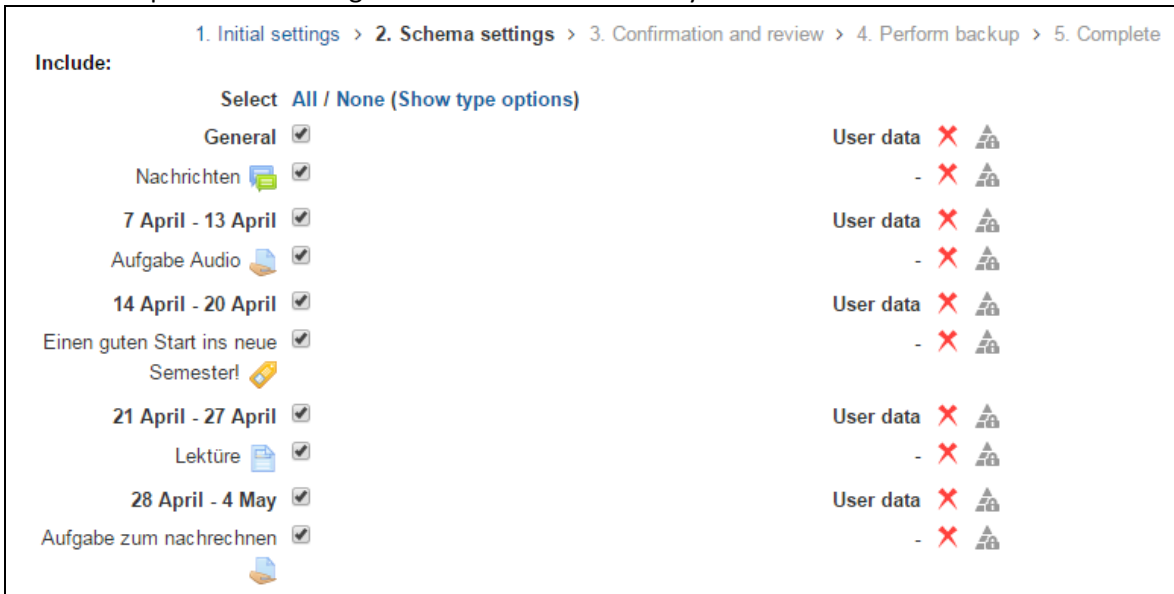 1. Initial settings > 2. Schema settings > 3. Confirmation and review > 4. Perform backup > 5. Complete
Include:
Select All / None (Show type options)
General User data
Nachrichten -
7 April - 13 April User data
Aufgabe Audio -
14 April - 20 April User data
Einen guten Start ins neue -
Semester!
21 April - 27 April User data
Lektüre -
28 April - 4 May User data
Aufgabe zum nachrechnen -